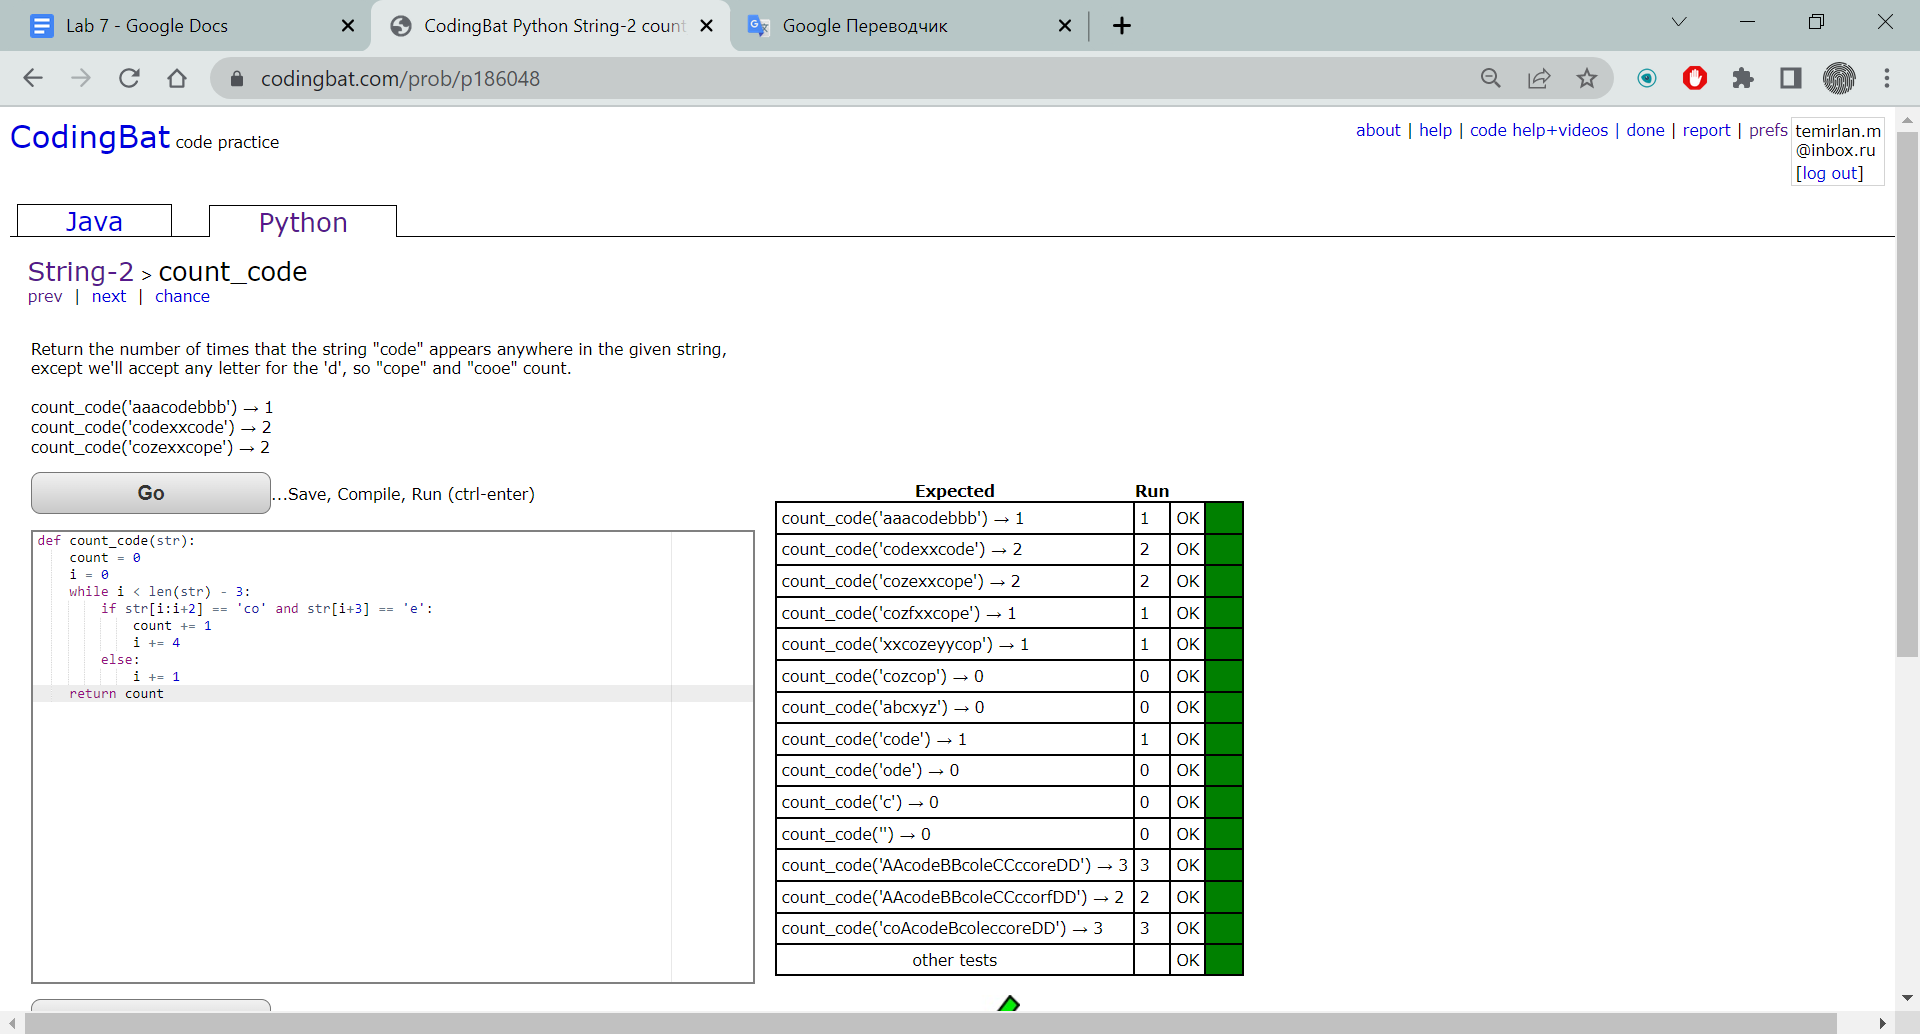 Lab 7 - Google Docs
CodingBat Python String-2 count
Google Переводчик
codingbat.com/prob/p186048
CodingBat code practice
about | help | code help+videos | done | report | prefs
temirlan.m
@inbox.ru
[log out]
Java
Python
String-2 > count_code
prev | next | chance
Return the number of times that the string "code" appears anywhere in the given string,
except we'll accept any letter for the 'd', so "cope" and "cooe" count.
count_code('aaacodebbb') → 1
count_code('codexxcode') → 2
count_code('cozexxcope') → 2
Go
...Save, Compile, Run (ctrl-enter)
def count_code(str):
    count = 0
    i = 0
    while i < len(str) - 3:
        if str[i:i+2] == 'co' and str[i+3] == 'e':
            count += 1
            i += 4
        else:
            i += 1
    return count
Expected Run
count_code('aaacodebbb') → 1 1 OK
count_code('codexxcode') → 2 2 OK
count_code('cozexxcope') → 2 2 OK
count_code('cozfxxcope') → 1 1 OK
count_code('xxcozeyycop') → 1 1 OK
count_code('cozcop') → 0 0 OK
count_code('abcxyz') → 0 0 OK
count_code('code') → 1 1 OK
count_code('ode') → 0 0 OK
count_code('c') → 0 0 OK
count_code('') → 0 0 OK
count_code('AAcodeBBcoleCCccoreDD') → 3 3 OK
count_code('AAcodeBBcoleCCccorfDD') → 2 2 OK
count_code('coAcodeBcoleccoreDD') → 3 3 OK
other tests OK